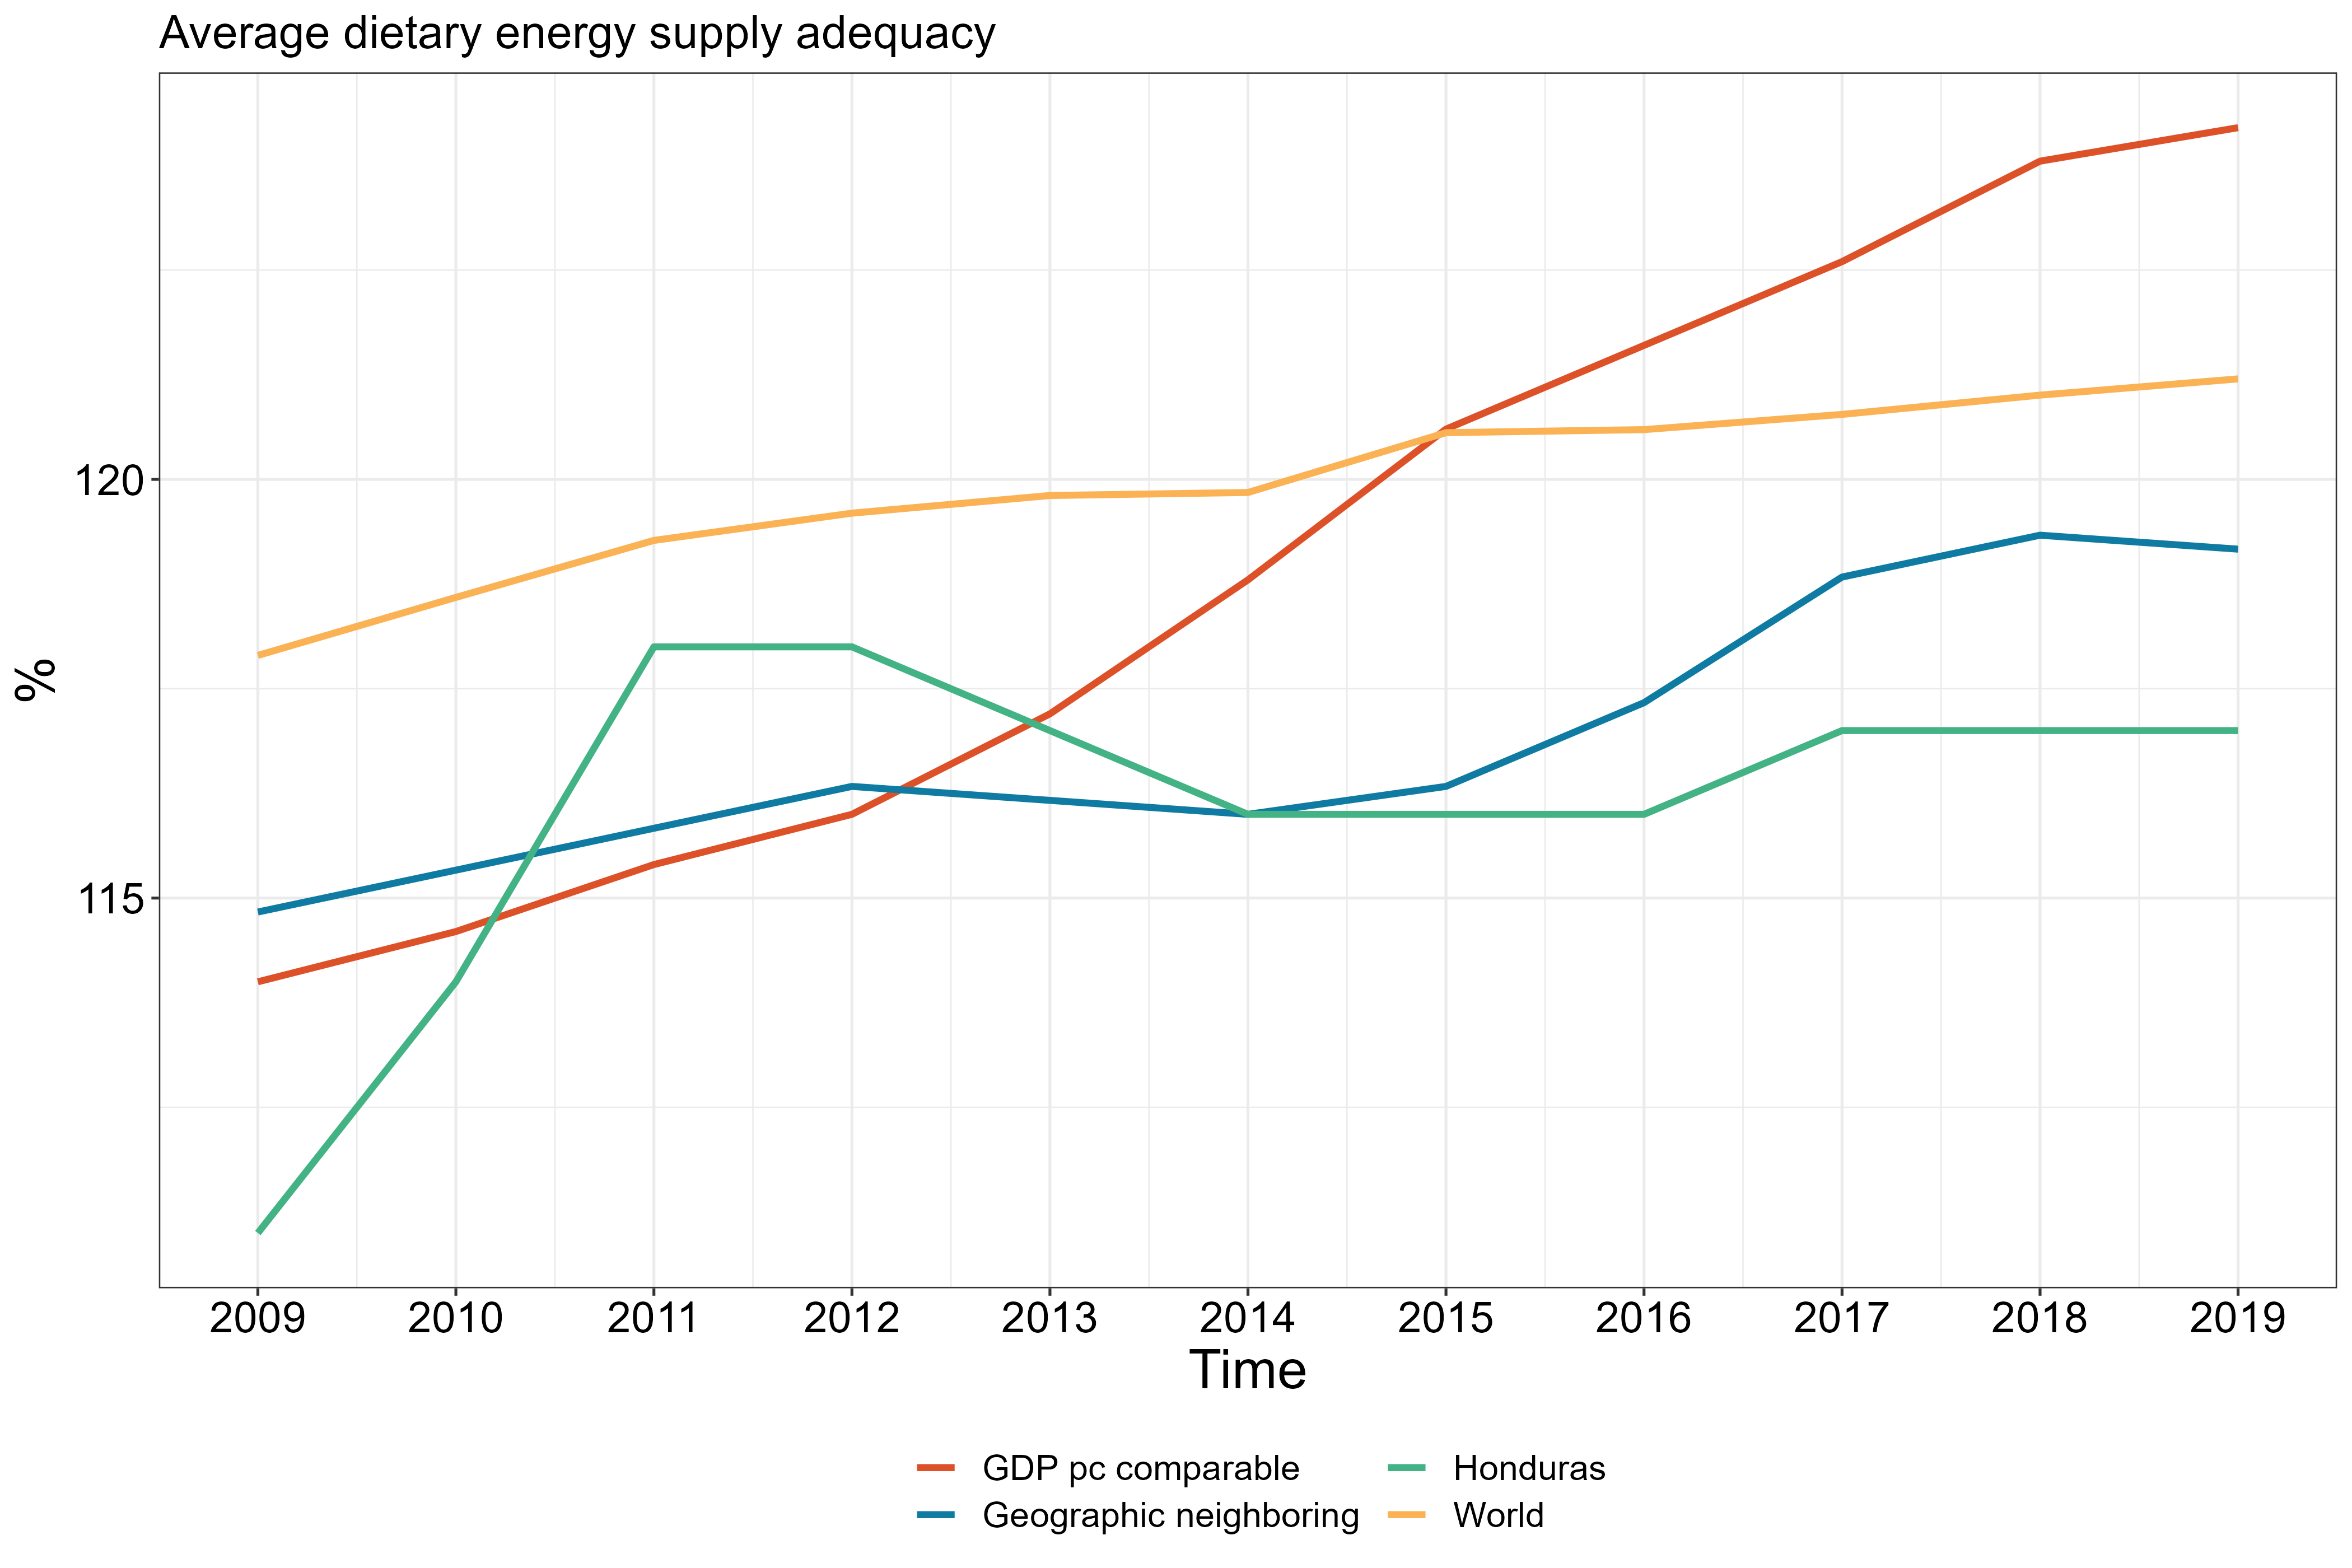 Average dietary energy supply adequacy
%
120
115
2009 2010 2011 2012 2013 2014 2015 2016 2017 2018 2019
Time
GDP pc comparable Honduras
Geographic neighboring World